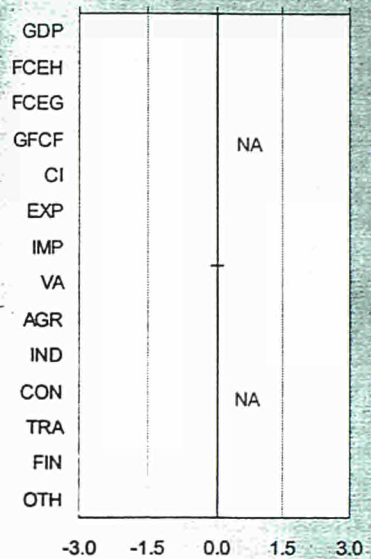 GDP
FCEH
FCEG
GFCF
NA
CI
EXP
IMP
VA
AGR
IND
CON
NA
TRA
FIN
OTH
-3.0 -1.5 0.0 1.5 3.0